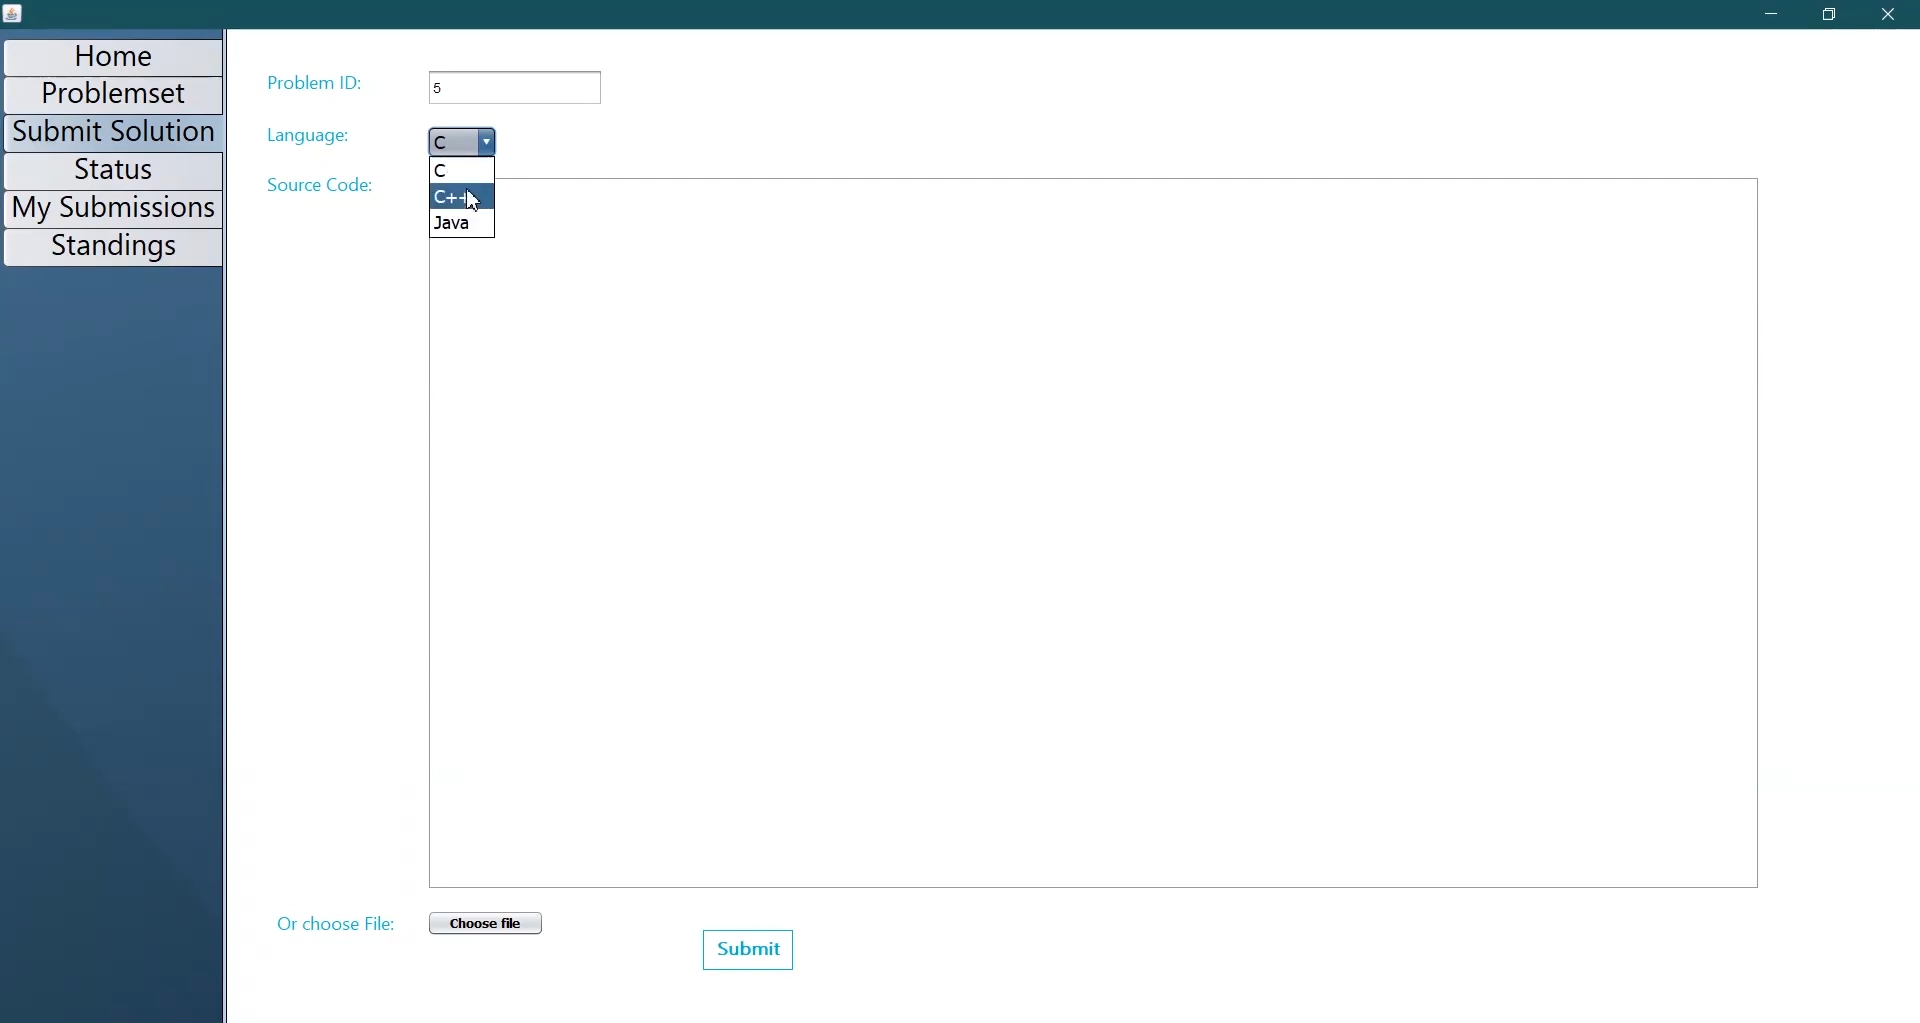 Home
Problemset
Submit Solution
Status
My Submissions
Standings
Problem ID:
5
Language:
C
C
C++
Java
Source Code:
Or choose File:
Choose file
Submit